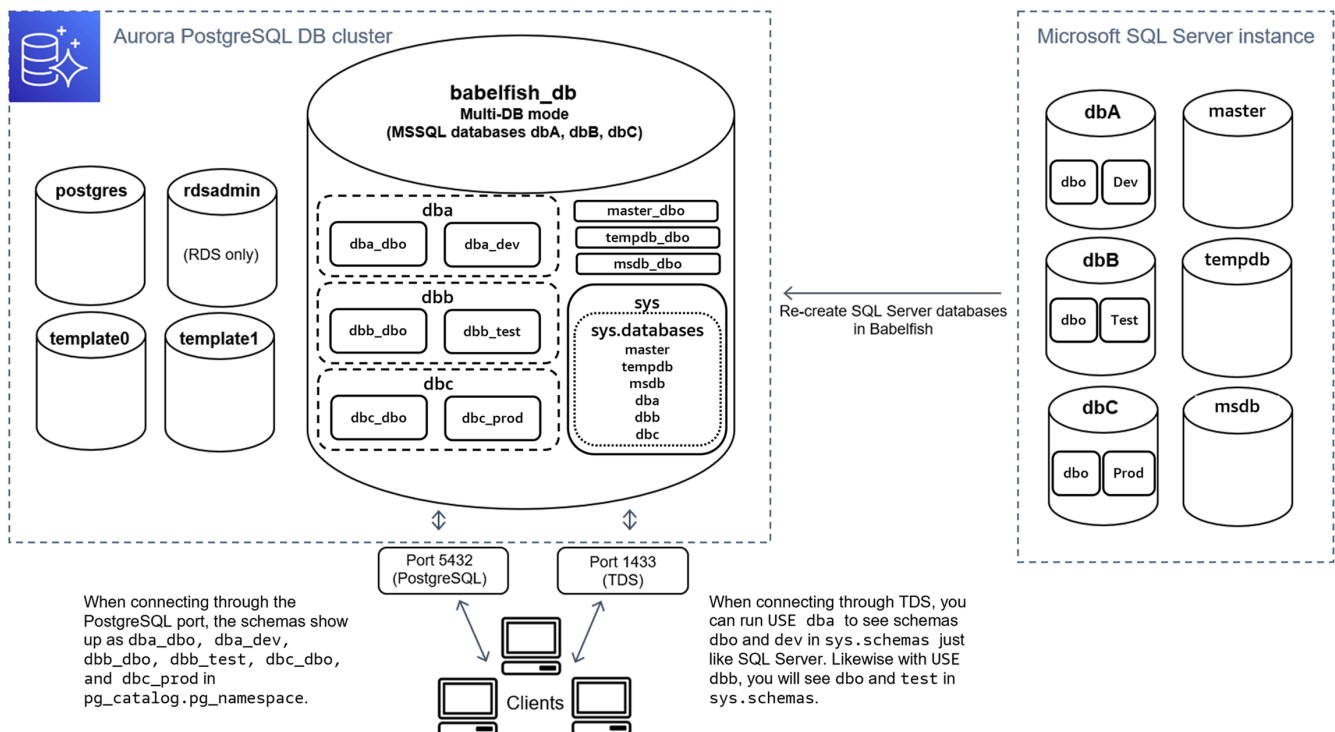 Aurora PostgreSQL DB cluster
babelfish_db
Multi-DB mode
(MSSQL databases dbA, dbB, dbC)
postgres
rdsadmin
(RDS only)
template0
template1
dba
dba_dbo
dba_dev
dbb
dbb_dbo
dbb_test
dbc
dbc_dbo
dbc_prod
master_dbo
tempdb_dbo
msdb_dbo
sys
sys.databases
master
tempdb
msdb
dba
dbb
dbc
Re-create SQL Server databases
in Babelfish
Microsoft SQL Server instance
dbA
dbo
Dev
master
dbB
dbo
Test
tempdb
dbC
dbo
Prod
msdb
Port 5432
(PostgreSQL)
Port 1433
(TDS)
When connecting through the
PostgreSQL port, the schemas show
up as dba_dbo, dba_dev,
dbb_dbo, dbb_test, dbc_dbo,
and dbc_prod in
pg_catalog.pg_namespace.
Clients
When connecting through TDS, you
can run USE dba to see schemas
dbo and dev in sys.schemas just
like SQL Server. Likewise with USE
dbb, you will see dbo and test in
sys.schemas.